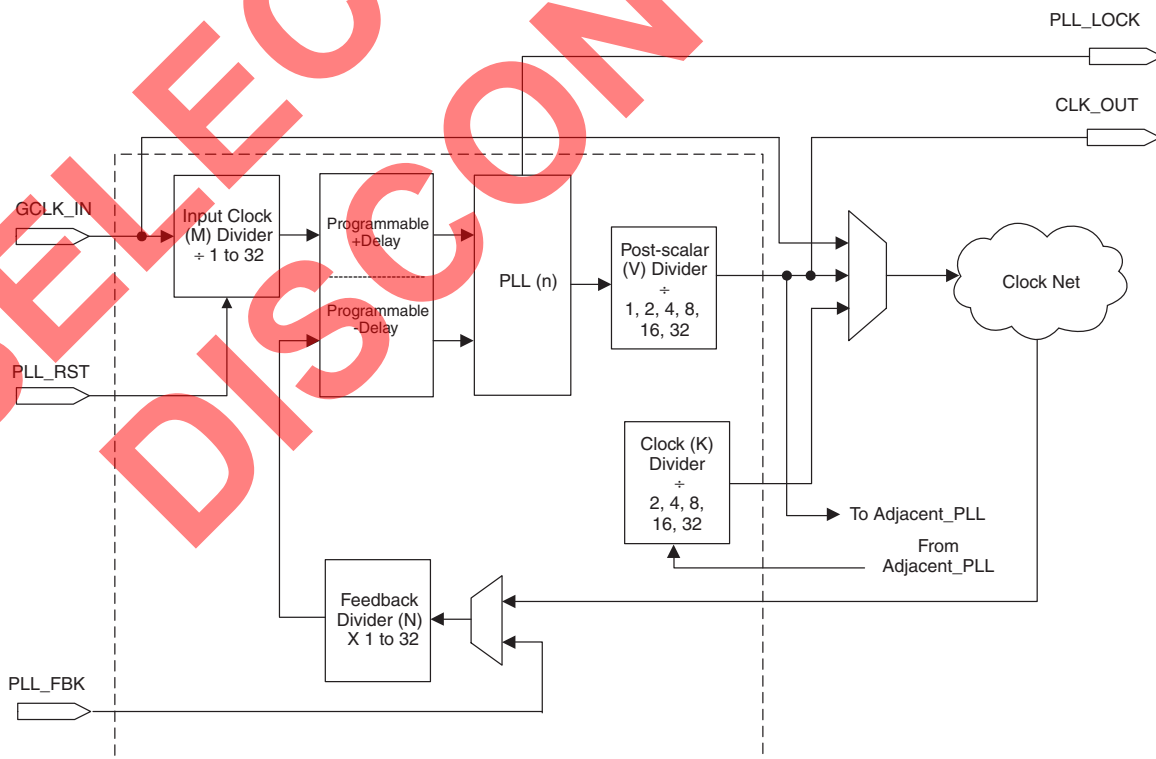 PLL_LOCK
CLK_OUT
GCLK_IN
Input Clock
(M) Divider
÷ 1 to 32
Programmable
+Delay
Programmable
-Delay
PLL (n)
Post-scalar
(V) Divider
÷
1, 2, 4, 8,
16, 32
Clock Net
PLL_RST
Clock (K)
Divider
÷
2, 4, 8,
16, 32
To Adjacent_PLL
From
Adjacent_PLL
Feedback
Divider (N)
X 1 to 32
PLL_FBK
ELEC
DISCON